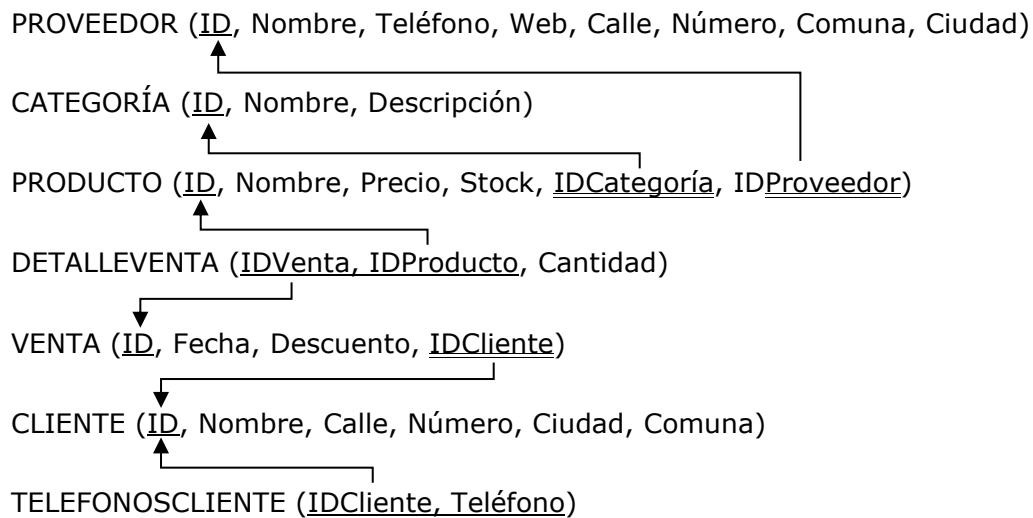 PROVEEDOR (ID, Nombre, Teléfono, Web, Calle, Número, Comuna, Ciudad)
CATEGORÍA (ID, Nombre, Descripción)
PRODUCTO (ID, Nombre, Precio, Stock, IDCategoría, IDProveedor)
DETALLEVENTA (IDVenta, IDProducto, Cantidad)
VENTA (ID, Fecha, Descuento, IDCliente)
CLIENTE (ID, Nombre, Calle, Número, Ciudad, Comuna)
TELEFONOSCLIENTE (IDCliente, Teléfono)